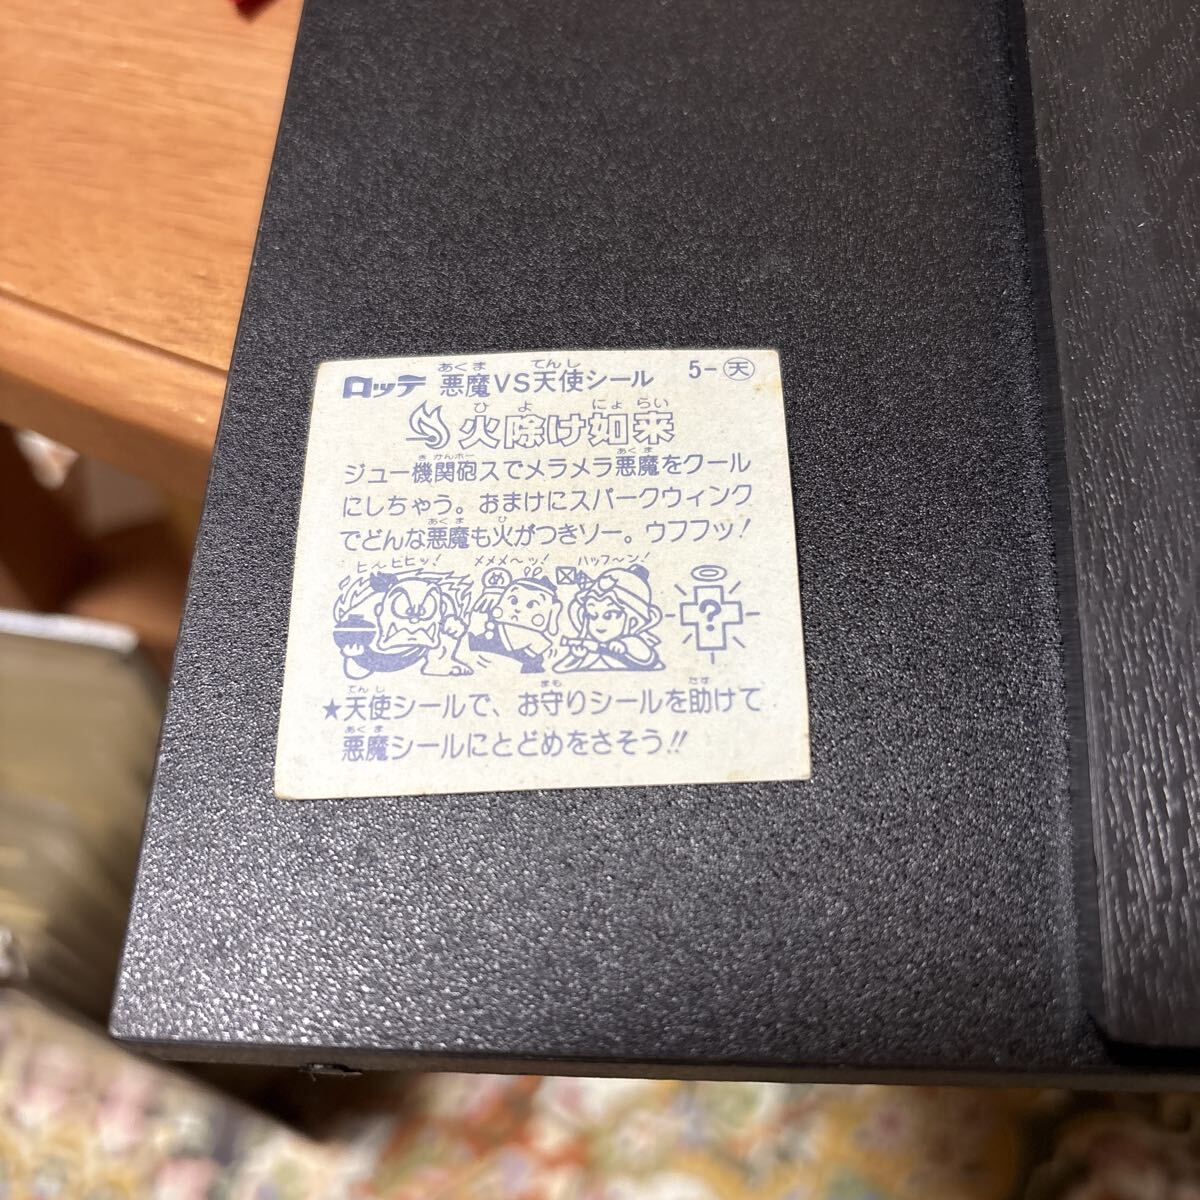 ロッテ 悪魔VS天使シール 5-㊝
火除け如来
ジュー機関砲スでメラメラ悪魔をクール
にしちゃう。おまけにスパークウィンク
でどんな悪魔も火がつきソー。ウフフッ!
ヒヒヒッ! メメメ〜ッ! ハッフ〜ン!
め
?
★天使シールで、お守りシールを助けて
悪魔シールにとどめをさそう!!